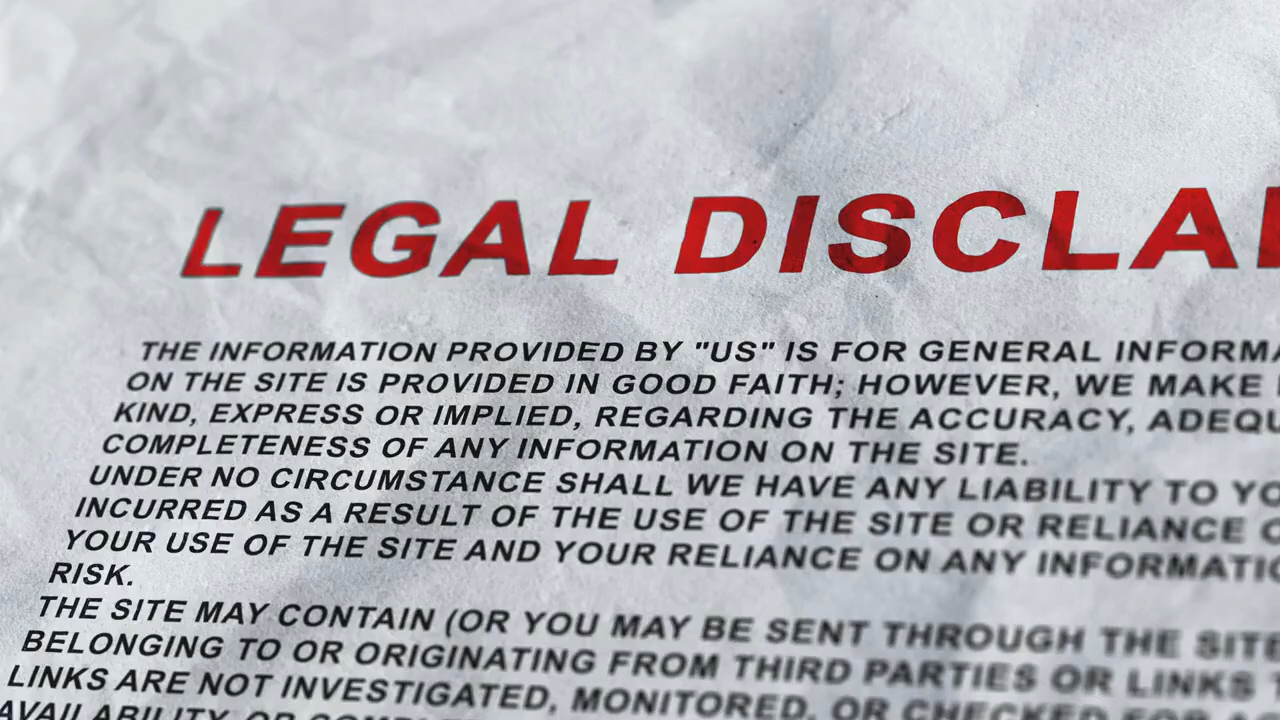 LEGAL DISCLAI
THE INFORMATION PROVIDED BY "US" IS FOR GENERAL INFORMA
ON THE SITE IS PROVIDED IN GOOD FAITH; HOWEVER, WE MAKE
KIND, EXPRESS OR IMPLIED, REGARDING THE ACCURACY, ADEQU
COMPLETENESS OF ANY INFORMATION ON THE SITE.
UNDER NO CIRCUMSTANCE SHALL WE HAVE ANY LIABILITY TO YO
INCURRED AS A RESULT OF THE USE OF THE SITE OR RELIANCE O
YOUR USE OF THE SITE AND YOUR RELIANCE ON ANY INFORMATIO
RISK.
THE SITE MAY CONTAIN (OR YOU MAY BE SENT THROUGH THE SITE
BELONGING TO OR ORIGINATING FROM THIRD PARTIES OR LINKS T
LINKS ARE NOT INVESTIGATED, MONITORED, OR CHECKED FOR
AVAILABILITY, OR